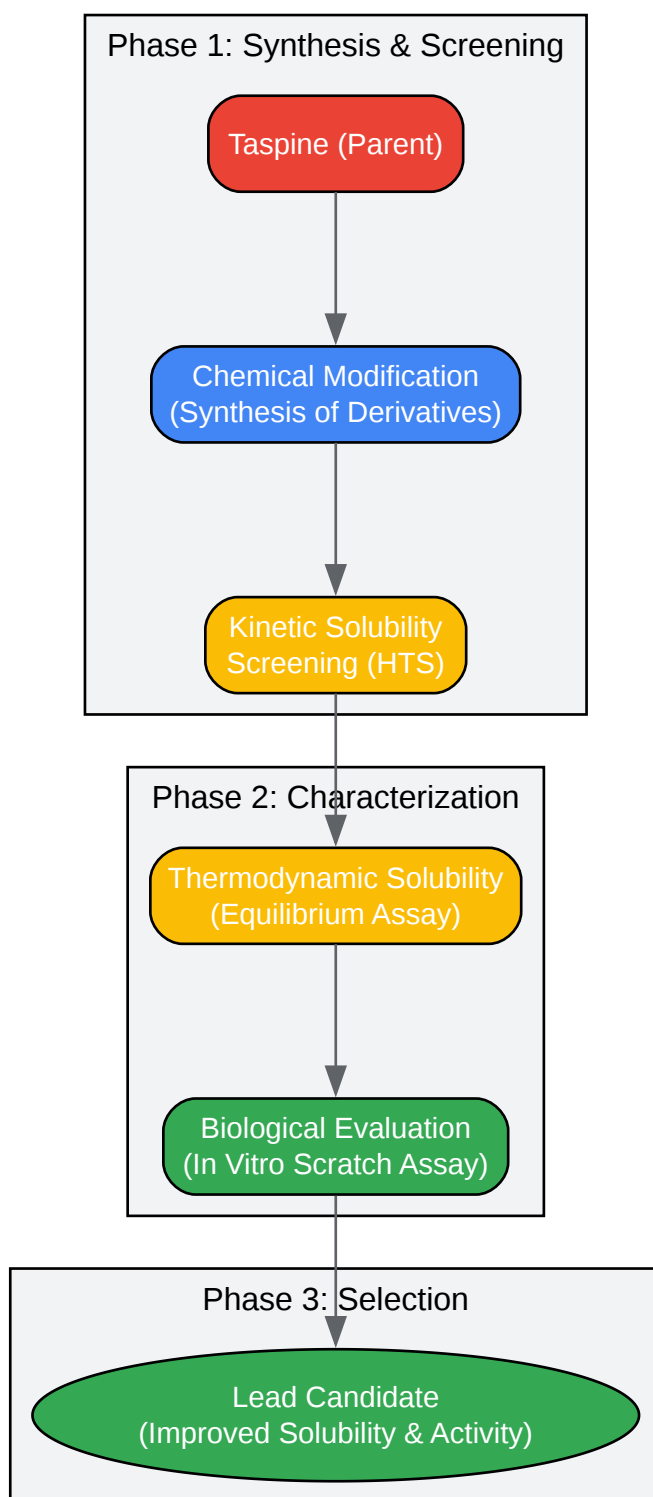 Phase 1: Synthesis & Screening
Taspine (Parent)
Chemical Modification
(Synthesis of Derivatives)
Kinetic Solubility
Screening (HTS)
Phase 2: Characterization
Thermodynamic Solubility
(Equilibrium Assay)
Biological Evaluation
(In Vitro Scratch Assay)
Phase 3: Selection
Lead Candidate
(Improved Solubility & Activity)